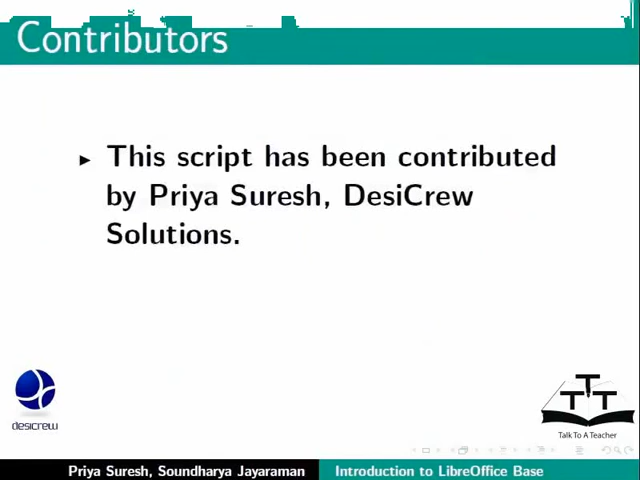 Contributors
This script has been contributed
by Priya Suresh, DesiCrew
Solutions.
desicrew
T T T
Talk To A Teacher
Priya Suresh, Soundharya Jayaraman
Introduction to LibreOffice Base